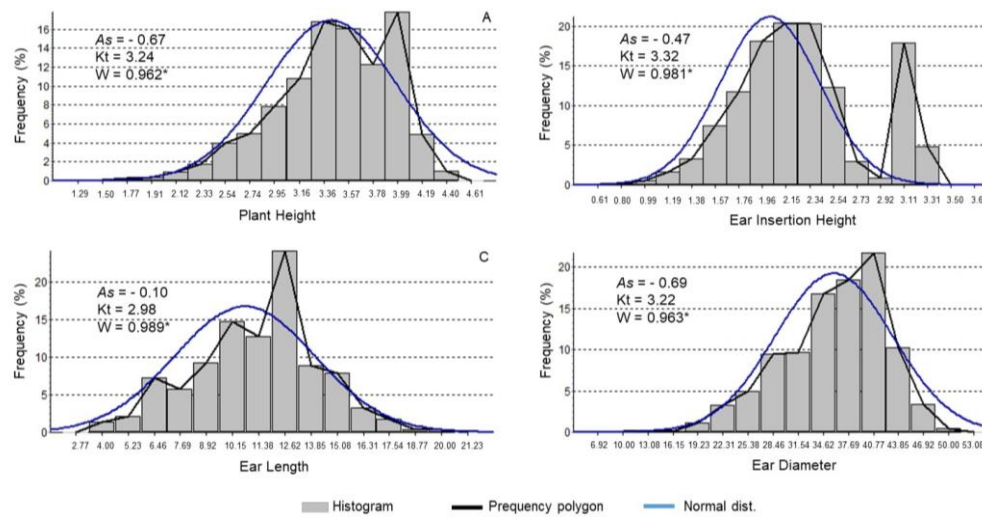 A
As = - 0.67
Kt = 3.24
W = 0.962*
Frequency (%)
16
14
12
10
8
6
4
2
0
1.29 1.50 1.77 1.91 2.12 2.33 2.54 2.74 2.95 3.16 3.36 3.57 3.78 3.99 4.19 4.40 4.61
Plant Height
As = - 0.47
Kt = 3.32
W = 0.981*
Frequency (%)
20
15
10
5
0
0.61 0.80 0.99 1.19 1.38 1.57 1.76 1.96 2.15 2.34 2.54 2.73 2.92 3.11 3.31 3.50 3.6
Ear Insertion Height
C
As = - 0.10
Kt = 2.98
W = 0.989*
Frequency (%)
20
15
10
5
0
2.77 4.00 5.23 6.46 7.69 8.92 10.15 11.38 12.62 13.85 15.08 16.31 17.54 18.77 20.00 21.23
Ear Length
As = - 0.69
Kt = 3.22
W = 0.963*
Frequency (%)
20
15
10
5
0
6.92 10.00 13.08 16.15 19.23 22.31 25.38 28.46 31.54 34.62 37.69 40.77 43.85 46.92 50.00 53.08
Ear Diameter
Histogram Prequency polygon Normal dist.